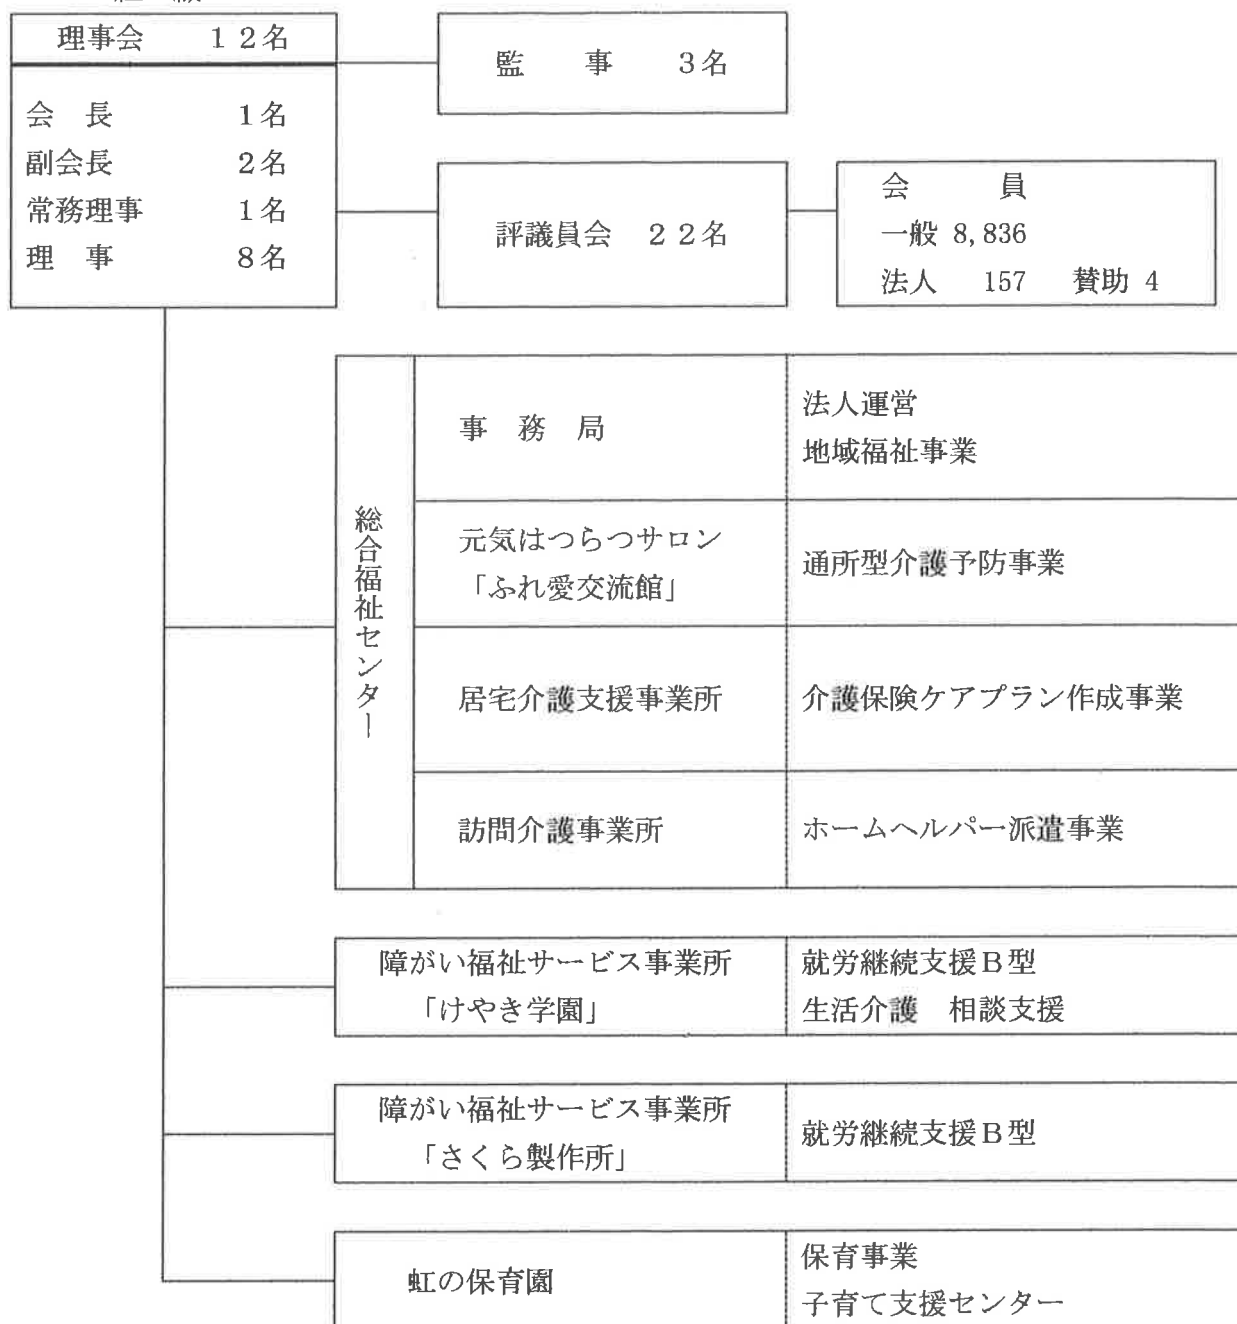 理事会 12名
会 長 1名
副会長 2名
常務理事 1名
理 事 8名
監 事 3名
評議員会 22名
会 員
一般 8,836
法人 157 賛助 4
総合福祉センター
事 務 局
法人運営
地域福祉事業
元気はつらつサロン
「ふれ愛交流館」
通所型介護予防事業
居宅介護支援事業所
介護保険ケアプラン作成事業
訪問介護事業所
ホームヘルパー派遣事業
障がい福祉サービス事業所
「けやき学園」
就労継続支援B型
生活介護 相談支援
障がい福祉サービス事業所
「さくら製作所」
就労継続支援B型
虹の保育園
保育事業
子育て支援センター